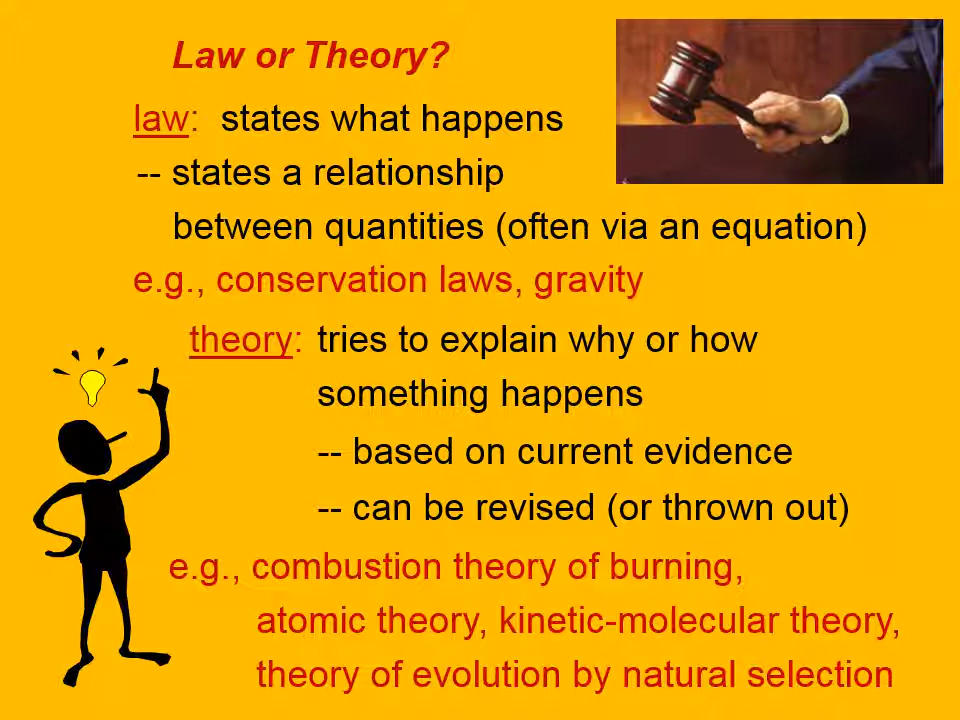 Law or Theory?
law: states what happens
-- states a relationship
between quantities (often via an equation)
e.g., conservation laws, gravity
theory: tries to explain why or how
something happens
-- based on current evidence
-- can be revised (or thrown out)
e.g., combustion theory of burning,
atomic theory, kinetic-molecular theory,
theory of evolution by natural selection